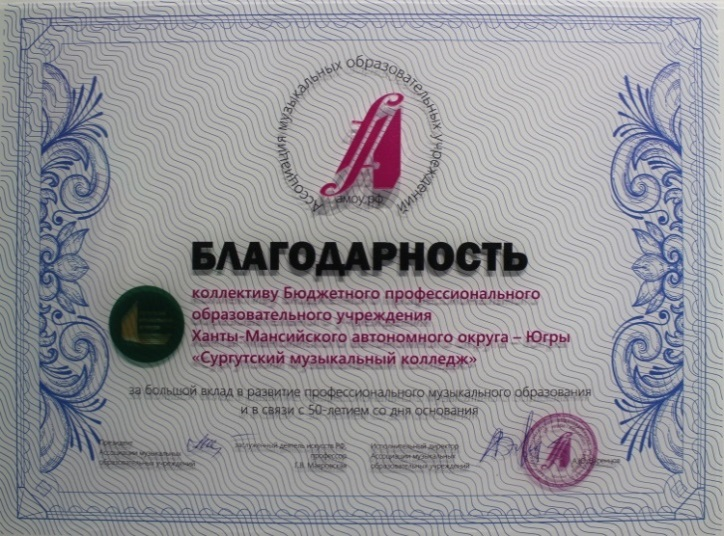 Ассоциация музыкальных образовательных учреждений
амоу.рф
БЛАГОДАРНОСТЬ
коллективу Бюджетного профессионального
образовательного учреждения
Ханты-Мансийского автономного округа – Югры
«Сургутский музыкальный колледж»
за большой вклад в развитие профессионального музыкального образования
и в связи с 50-летием со дня основания
Президент
Ассоциации музыкальных
образовательных учреждений
заслуженный деятель искусств РФ
профессор
Т.В. Маяровская
Исполнительный директор
Ассоциации музыкальных
образовательных учреждений